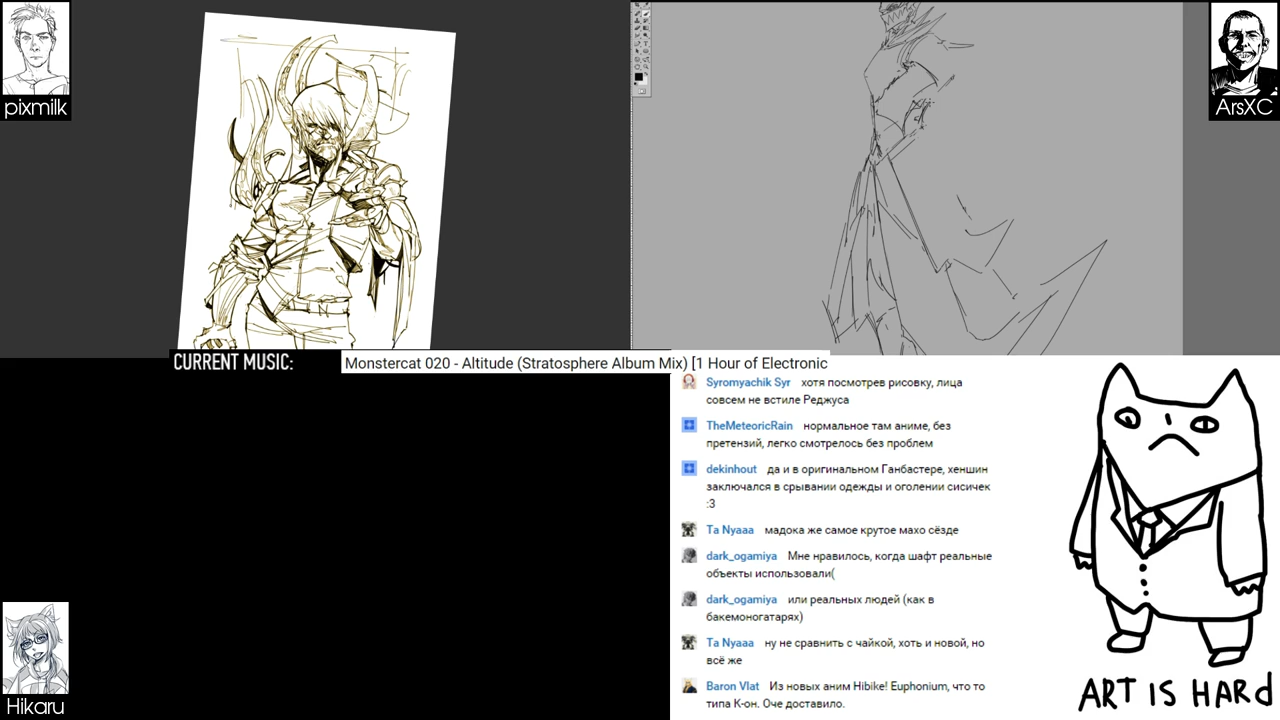 pixmilk
ArsXC
CURRENT MUSIC:
Monstercat 020 - Altitude (Stratosphere Album Mix) [1 Hour of Electronic
Syromyachik Syr хотя посмотрев рисовку, лица
совсем не встиле Реджуса
TheMeteoricRain нормальное там аниме, без
претензий, легко смотрелось без проблем
dekinhout да и в оригинальном Ганбастере, хеншин
заключался в срывании одежды и оголении сисичек
:3
Ta Nyaaa мадока же самое крутое махо сёзде
dark_ogamiya Мне нравилось, когда шафт реальные
объекты использовали(
dark_ogamiya или реальных людей (как в
бакемоногатарях)
Ta Nyaaa ну не сравнить с чайкой, хоть и новой, но
всё же
Baron Vlat Из новых аним Hibike! Euphonium, что то
типа К-он. Оче доставило.
ART IS HARd
Hikaru